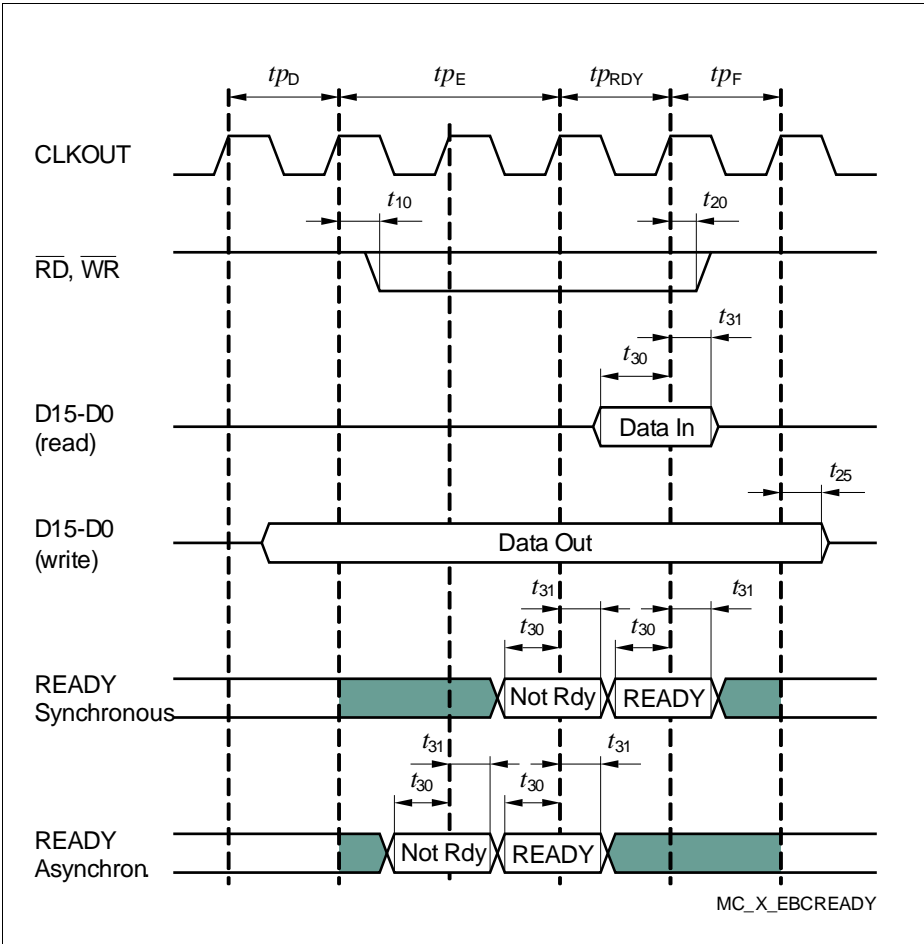 tpD tpE tpRDY tpF
CLKOUT
t10 t20
RD, WR
t31
t30
D15-D0
(read)
Data In
t25
D15-D0
(write)
Data Out
t31 t31
t30 t30
READY
Synchronous
Not Rdy READY
t31 t31
t30 t30
READY
Asynchron.
Not Rdy READY
MC_X_EBCREADY